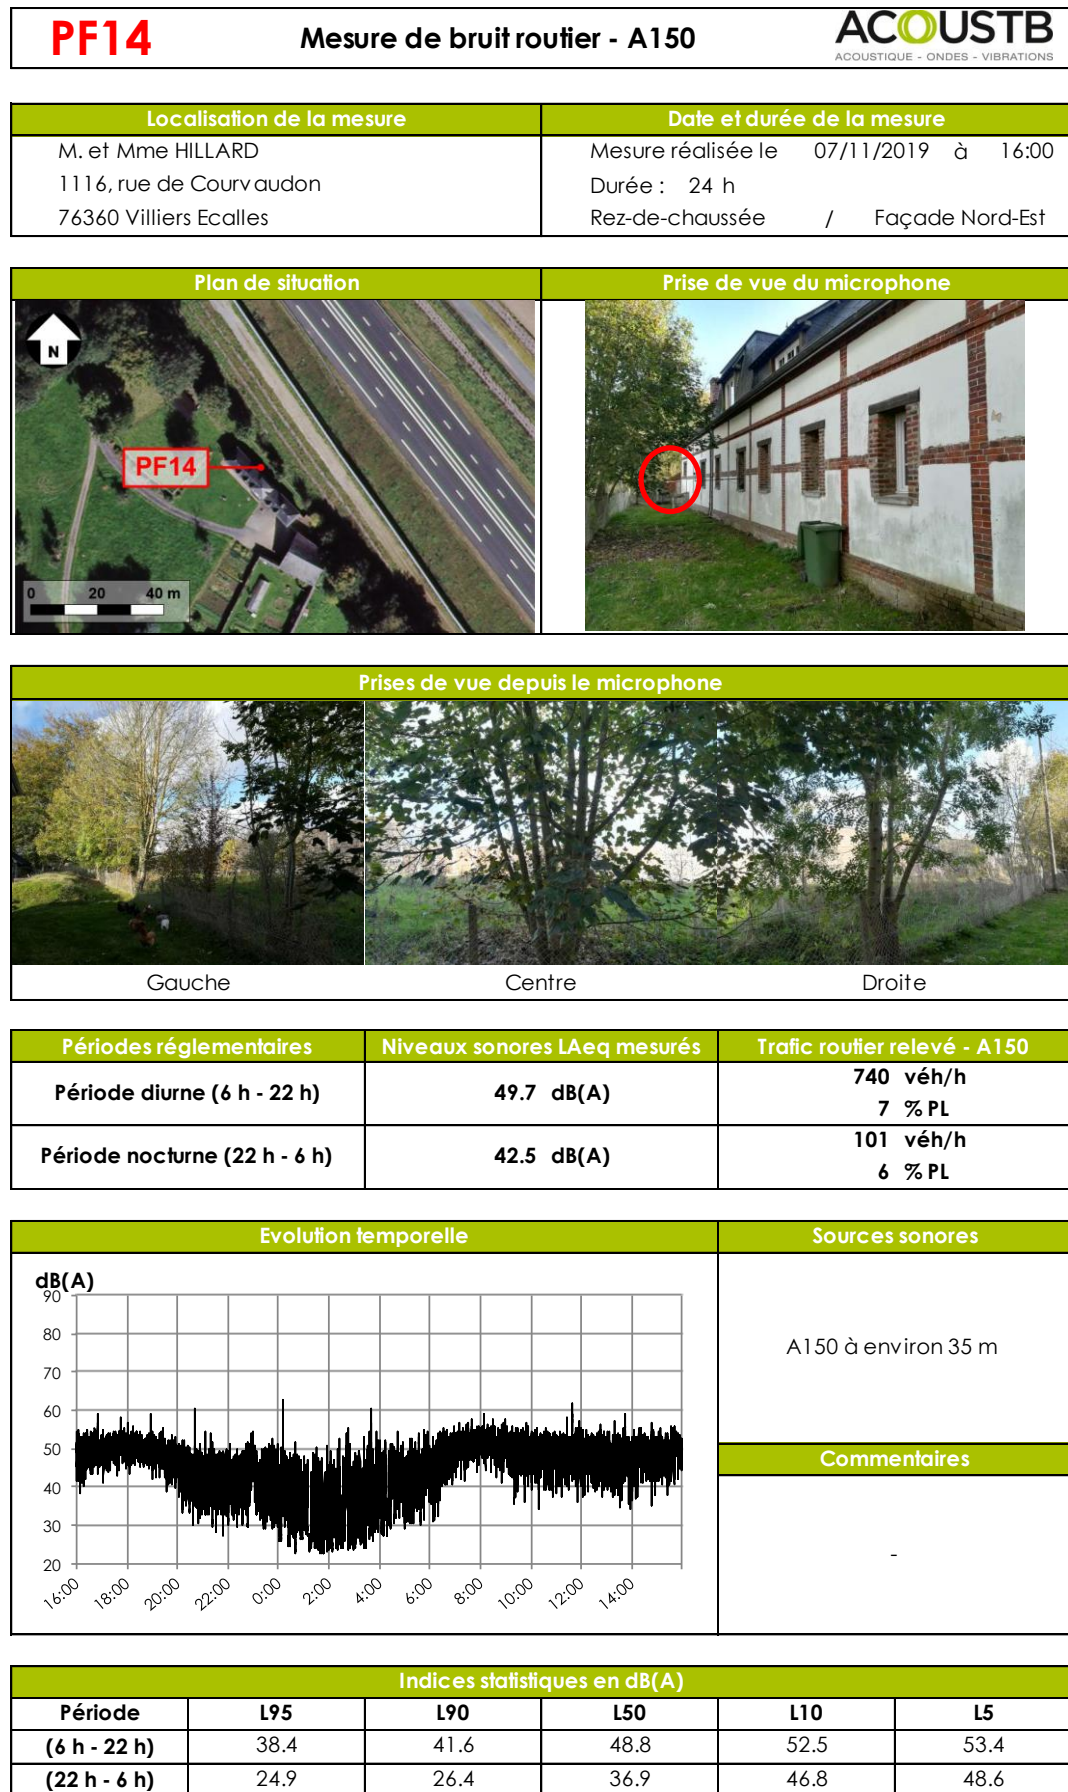 PF14
Mesure de bruit routier - A150
ACOUSTB
ACOUSTIQUE - ONDES - VIBRATIONS
Localisation de la mesure
Date et durée de la mesure
M. et Mme HILLARD
Mesure réalisée le 07/11/2019 à 16:00
1116, rue de Courvaudon
Durée : 24 h
76360 Villiers Ecalles
Rez-de-chaussée / Façade Nord-Est
Plan de situation
Prise de vue du microphone
N
PF14
0 20 40 m
Prises de vue depuis le microphone
Gauche Centre Droite
Périodes réglementaires Niveaux sonores LAeq mesurés Trafic routier relevé - A150
Période diurne (6 h - 22 h) 49.7 dB(A) 740 véh/h
7 % PL
Période nocturne (22 h - 6 h) 42.5 dB(A) 101 véh/h
6 % PL
Evolution temporelle
Sources sonores
dB(A)
90
80
70
60
50
40
30
20
16:00 18:00 20:00 22:00 0:00 2:00 4:00 6:00 8:00 10:00 12:00 14:00
A150 à environ 35 m
Commentaires
-
Indices statistiques en dB(A)
Période L95 L90 L50 L10 L5
(6 h - 22 h) 38.4 41.6 48.8 52.5 53.4
(22 h - 6 h) 24.9 26.4 36.9 46.8 48.6